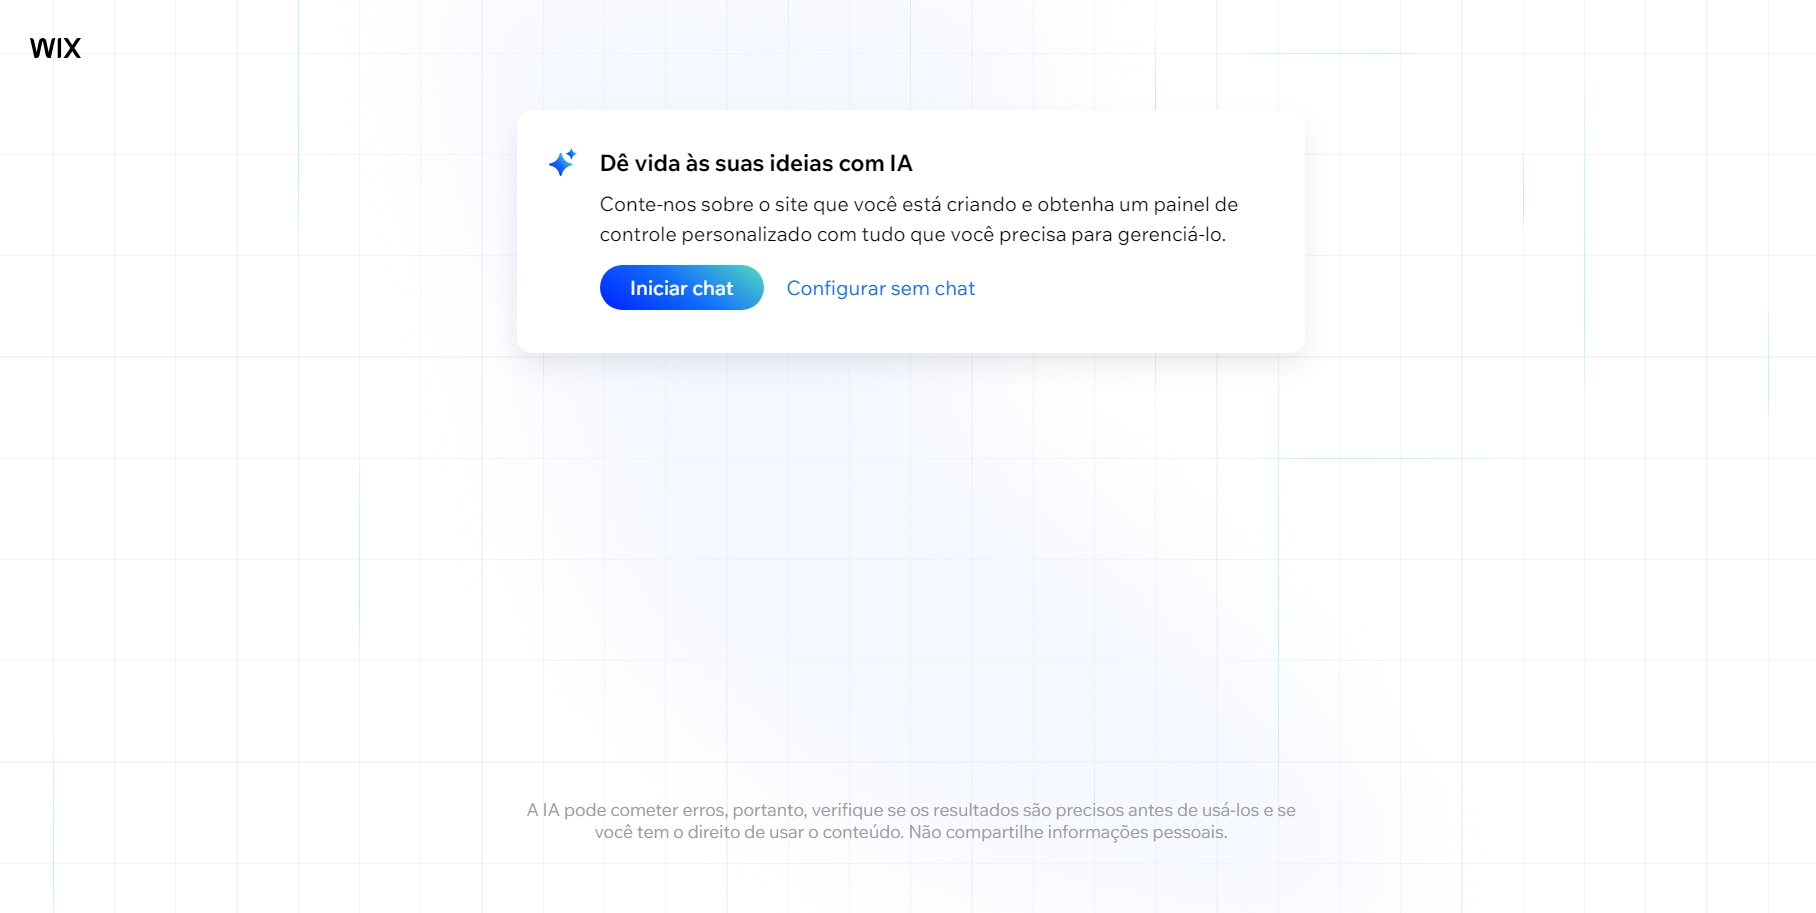 WIX
Dê vida às suas ideias com IA
Conte-nos sobre o site que você está criando e obtenha um painel de
controle personalizado com tudo que você precisa para gerenciá-lo.
Iniciar chat
Configurar sem chat
A IA pode cometer erros, portanto, verifique se os resultados são precisos antes de usá-los e se
você tem o direito de usar o conteúdo. Não compartilhe informações pessoais.